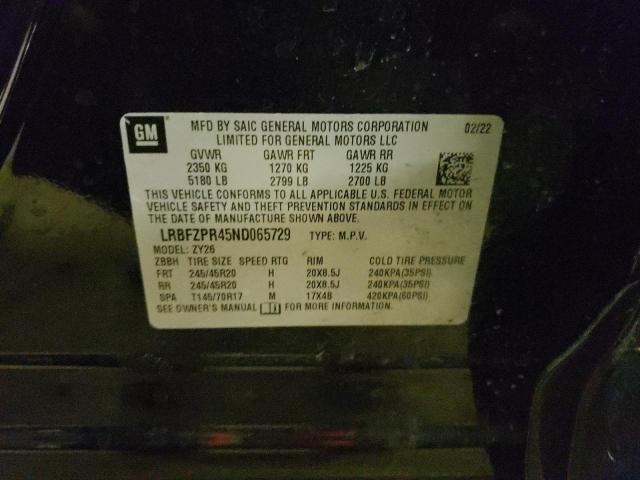 GM
MFD BY SAIC GENERAL MOTORS CORPORATION 02/22
LIMITED FOR GENERAL MOTORS LLC
GVWR GAWR FRT GAWR RR
2350 KG 1270 KG 1225 KG
5180 LB 2799 LB 2700 LB
THIS VEHICLE CONFORMS TO ALL APPLICABLE U.S. FEDERAL MOTOR
VEHICLE SAFETY AND THEFT PREVENTION STANDARDS IN EFFECT ON
THE DATE OF MANUFACTURE SHOWN ABOVE.
LRBFZPR45ND065729 TYPE: M.P.V.
MODEL: ZY26
ZBBH TIRE SIZE SPEED RTG RIM COLD TIRE PRESSURE
FRT 245/45R20 H 20X8.5J 240KPA(35PSI)
RR 245/45R20 H 20X8.5J 240KPA(35PSI)
SPA T145/70R17 M 17X4B 420KPA(60PSI)
SEE OWNER'S MANUAL FOR MORE INFORMATION.